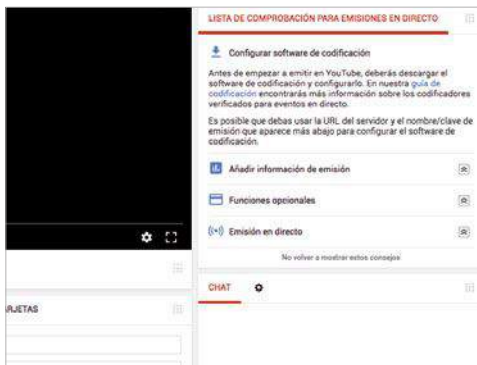 LISTA DE COMPROBACIÓN PARA EMISIONES EN DIRECTO
Configurar software de codificación
Antes de empezar a emitir en YouTube, deberás descargar el
software de codificación y configurarlo. En nuestra guía de
codificación encontrarás más información sobre los codificadores
verificados para eventos en directo.
Es posible que debas usar la URL del servidor y el nombre/clave de
emisión que aparece más abajo para configurar el software de
codificación.
Añadir información de emisión
Funciones opcionales
Emisión en directo
No volver a mostrar estos consejos
CHAT
ARJETAS